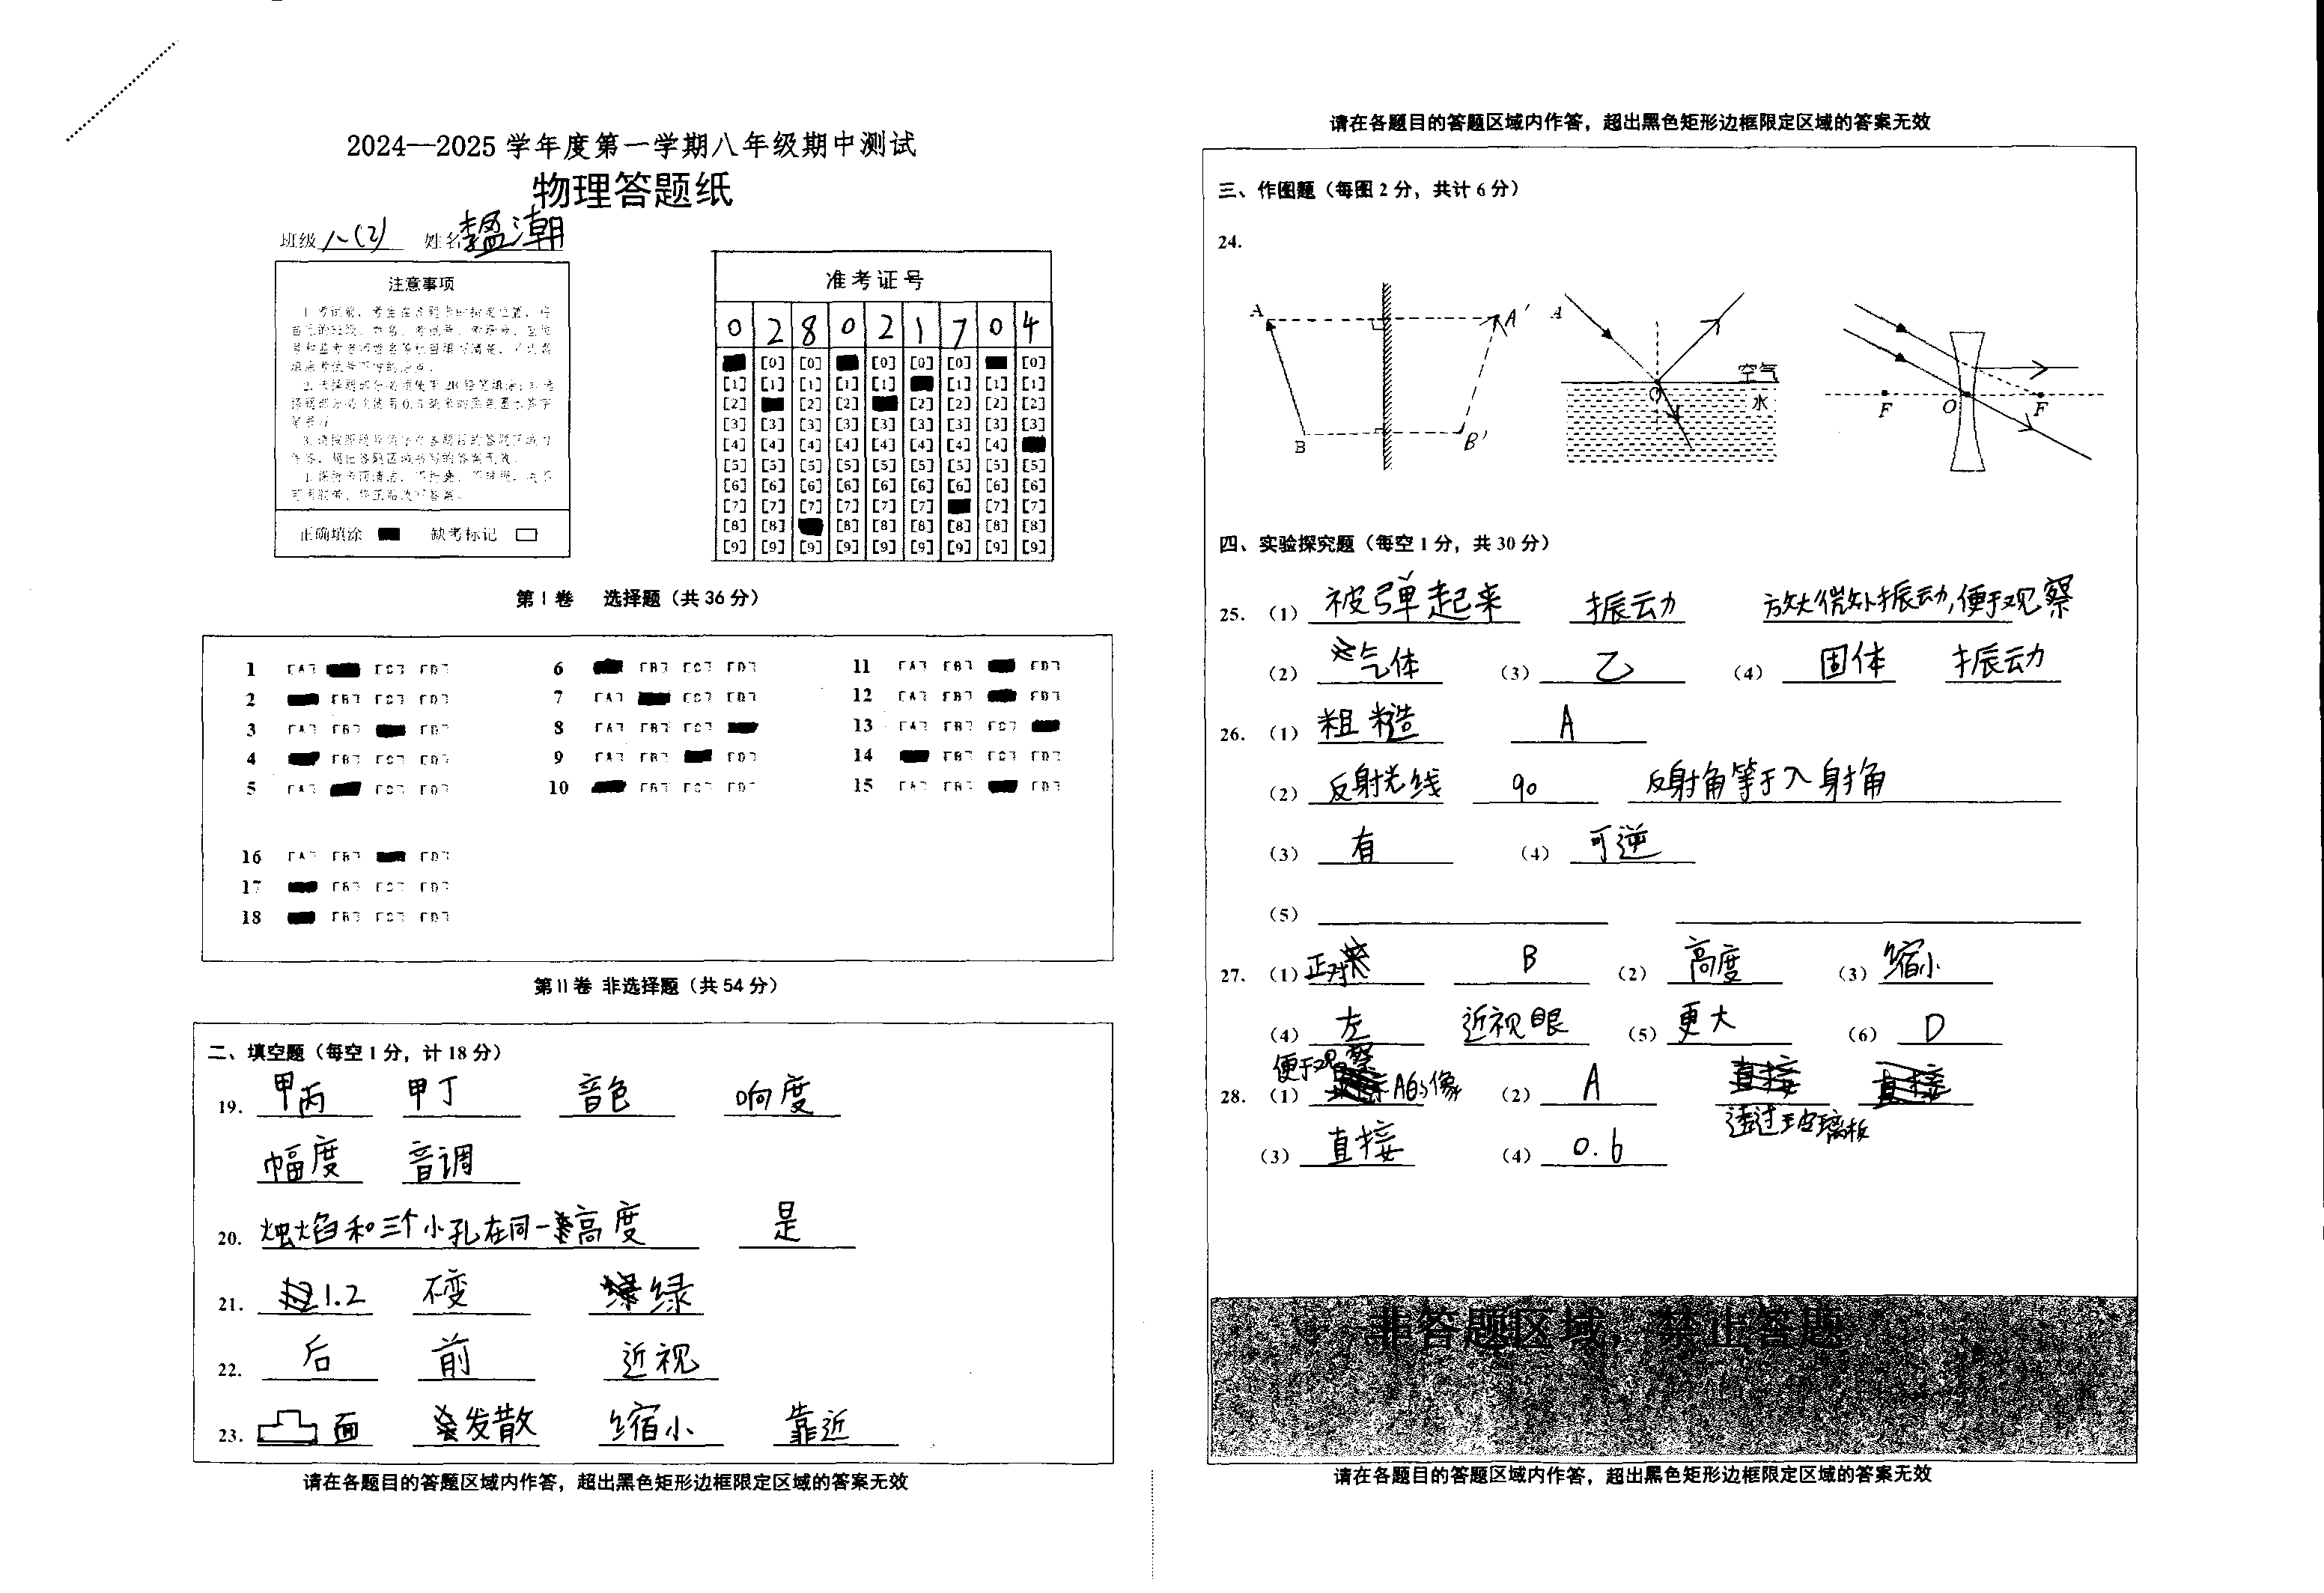 2024—2025 学年度第一学期八年级期中测试
物理答题纸
班级 八(2) 姓名
注意事项
正确填涂 缺考标记
准考证号
0 2 8 0 2 1 7 0 4
[0] [0] [0] [0] [0] [0]
[1] [1] [1] [1] [1] [1] [1] [1]
[2] [2] [2] [2] [2] [2] [2]
[3] [3] [3] [3] [3] [3] [3] [3] [3]
[4] [4] [4] [4] [4] [4] [4] [4]
[5] [5] [5] [5] [5] [5] [5] [5] [5]
[6] [6] [6] [6] [6] [6] [6] [6] [6]
[7] [7] [7] [7] [7] [7] [7] [7]
[8] [8] [8] [8] [8] [8] [8] [8]
[9] [9] [9] [9] [9] [9] [9] [9] [9]
第Ⅰ卷 选择题（共 36 分）
1 [A] [C] [D] 6 [B] [C] [D] 11 [A] [B] [D]
2 [B] [C] [D] 7 [A] [C] [D] 12 [A] [B] [D]
3 [A] [B] [D] 8 [A] [B] [C] 13 [A] [B] [C]
4 [B] [C] [D] 9 [A] [B] [D] 14 [B] [C] [D]
5 [A] [C] [D] 10 [B] [C] [D] 15 [A] [B] [D]
16 [A] [B] [D]
17 [B] [C] [D]
18 [B] [C] [D]
第Ⅱ卷 非选择题（共 54 分）
二、填空题（每空 1 分，计 18 分）
19. 甲丙 甲丁 音色 响度
幅度 音调
20. 烛焰和三个小孔在同一高度 是
21. 1.2 不变 绿
22. 后 前 近视
23. 凸面 发散 缩小 靠近
请在各题目的答题区域内作答，超出黑色矩形边框限定区域的答案无效
请在各题目的答题区域内作答，超出黑色矩形边框限定区域的答案无效
三、作图题（每图 2 分，共计 6 分）
24.
A A′ B B′
A O 空气 水
F O F
四、实验探究题（每空 1 分，共 30 分）
25.（1）被弹起来 振动 放大微处振动,便于观察
（2）气体 （3）乙 （4）固体 振动
26.（1）粗糙 A
（2）反射光线 90 反射角等于入射角
（3）有 （4）可逆
（5）
27.（1）正对 B （2）高度 （3）缩小
（4）左 近视眼 （5）更大 （6）D
28.（1）便于观察A的像 （2）A 透过玻璃板
（3）直接 （4）0.6
非答题区域，禁止答题
请在各题目的答题区域内作答，超出黑色矩形边框限定区域的答案无效